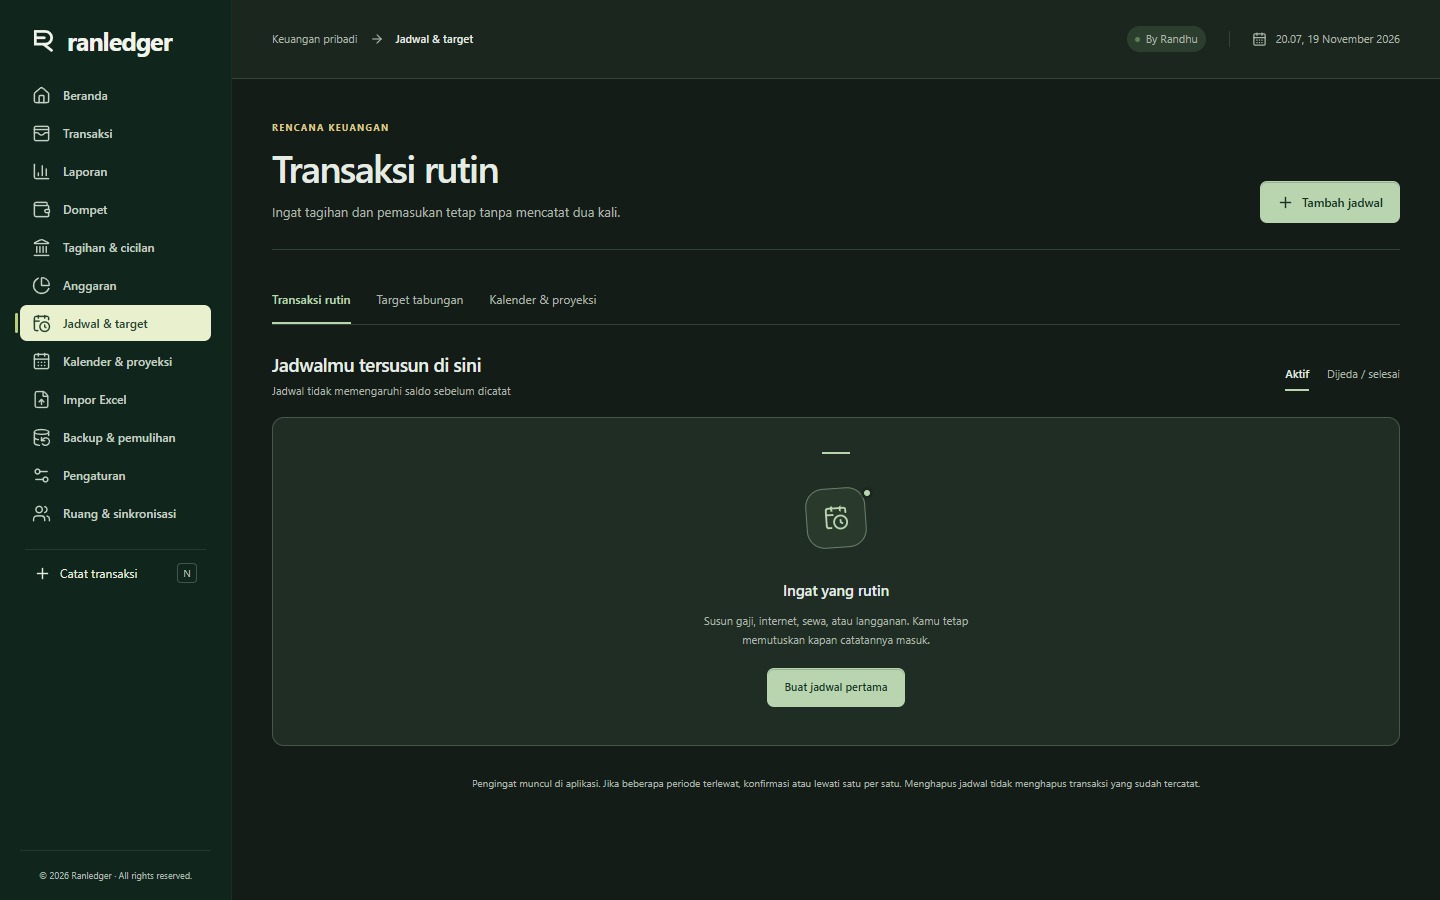 ranledger
Beranda
Transaksi
Laporan
Dompet
Tagihan & cicilan
Anggaran
Jadwal & target
Kalender & proyeksi
Impor Excel
Backup & pemulihan
Pengaturan
Ruang & sinkronisasi
Catat transaksi N
© 2026 Ranledger · All rights reserved.
Keuangan pribadi → Jadwal & target
By Randhu
20.07, 19 November 2026
RENCANA KEUANGAN
Transaksi rutin
Ingat tagihan dan pemasukan tetap tanpa mencatat dua kali.
Tambah jadwal
Transaksi rutin Target tabungan Kalender & proyeksi
Jadwalmu tersusun di sini
Jadwal tidak memengaruhi saldo sebelum dicatat
Aktif Dijeda / selesai
Ingat yang rutin
Susun gaji, internet, sewa, atau langganan. Kamu tetap
memutuskan kapan catatannya masuk.
Buat jadwal pertama
Pengingat muncul di aplikasi. Jika beberapa periode terlewat, konfirmasi atau lewati satu per satu. Menghapus jadwal tidak menghapus transaksi yang sudah tercatat.